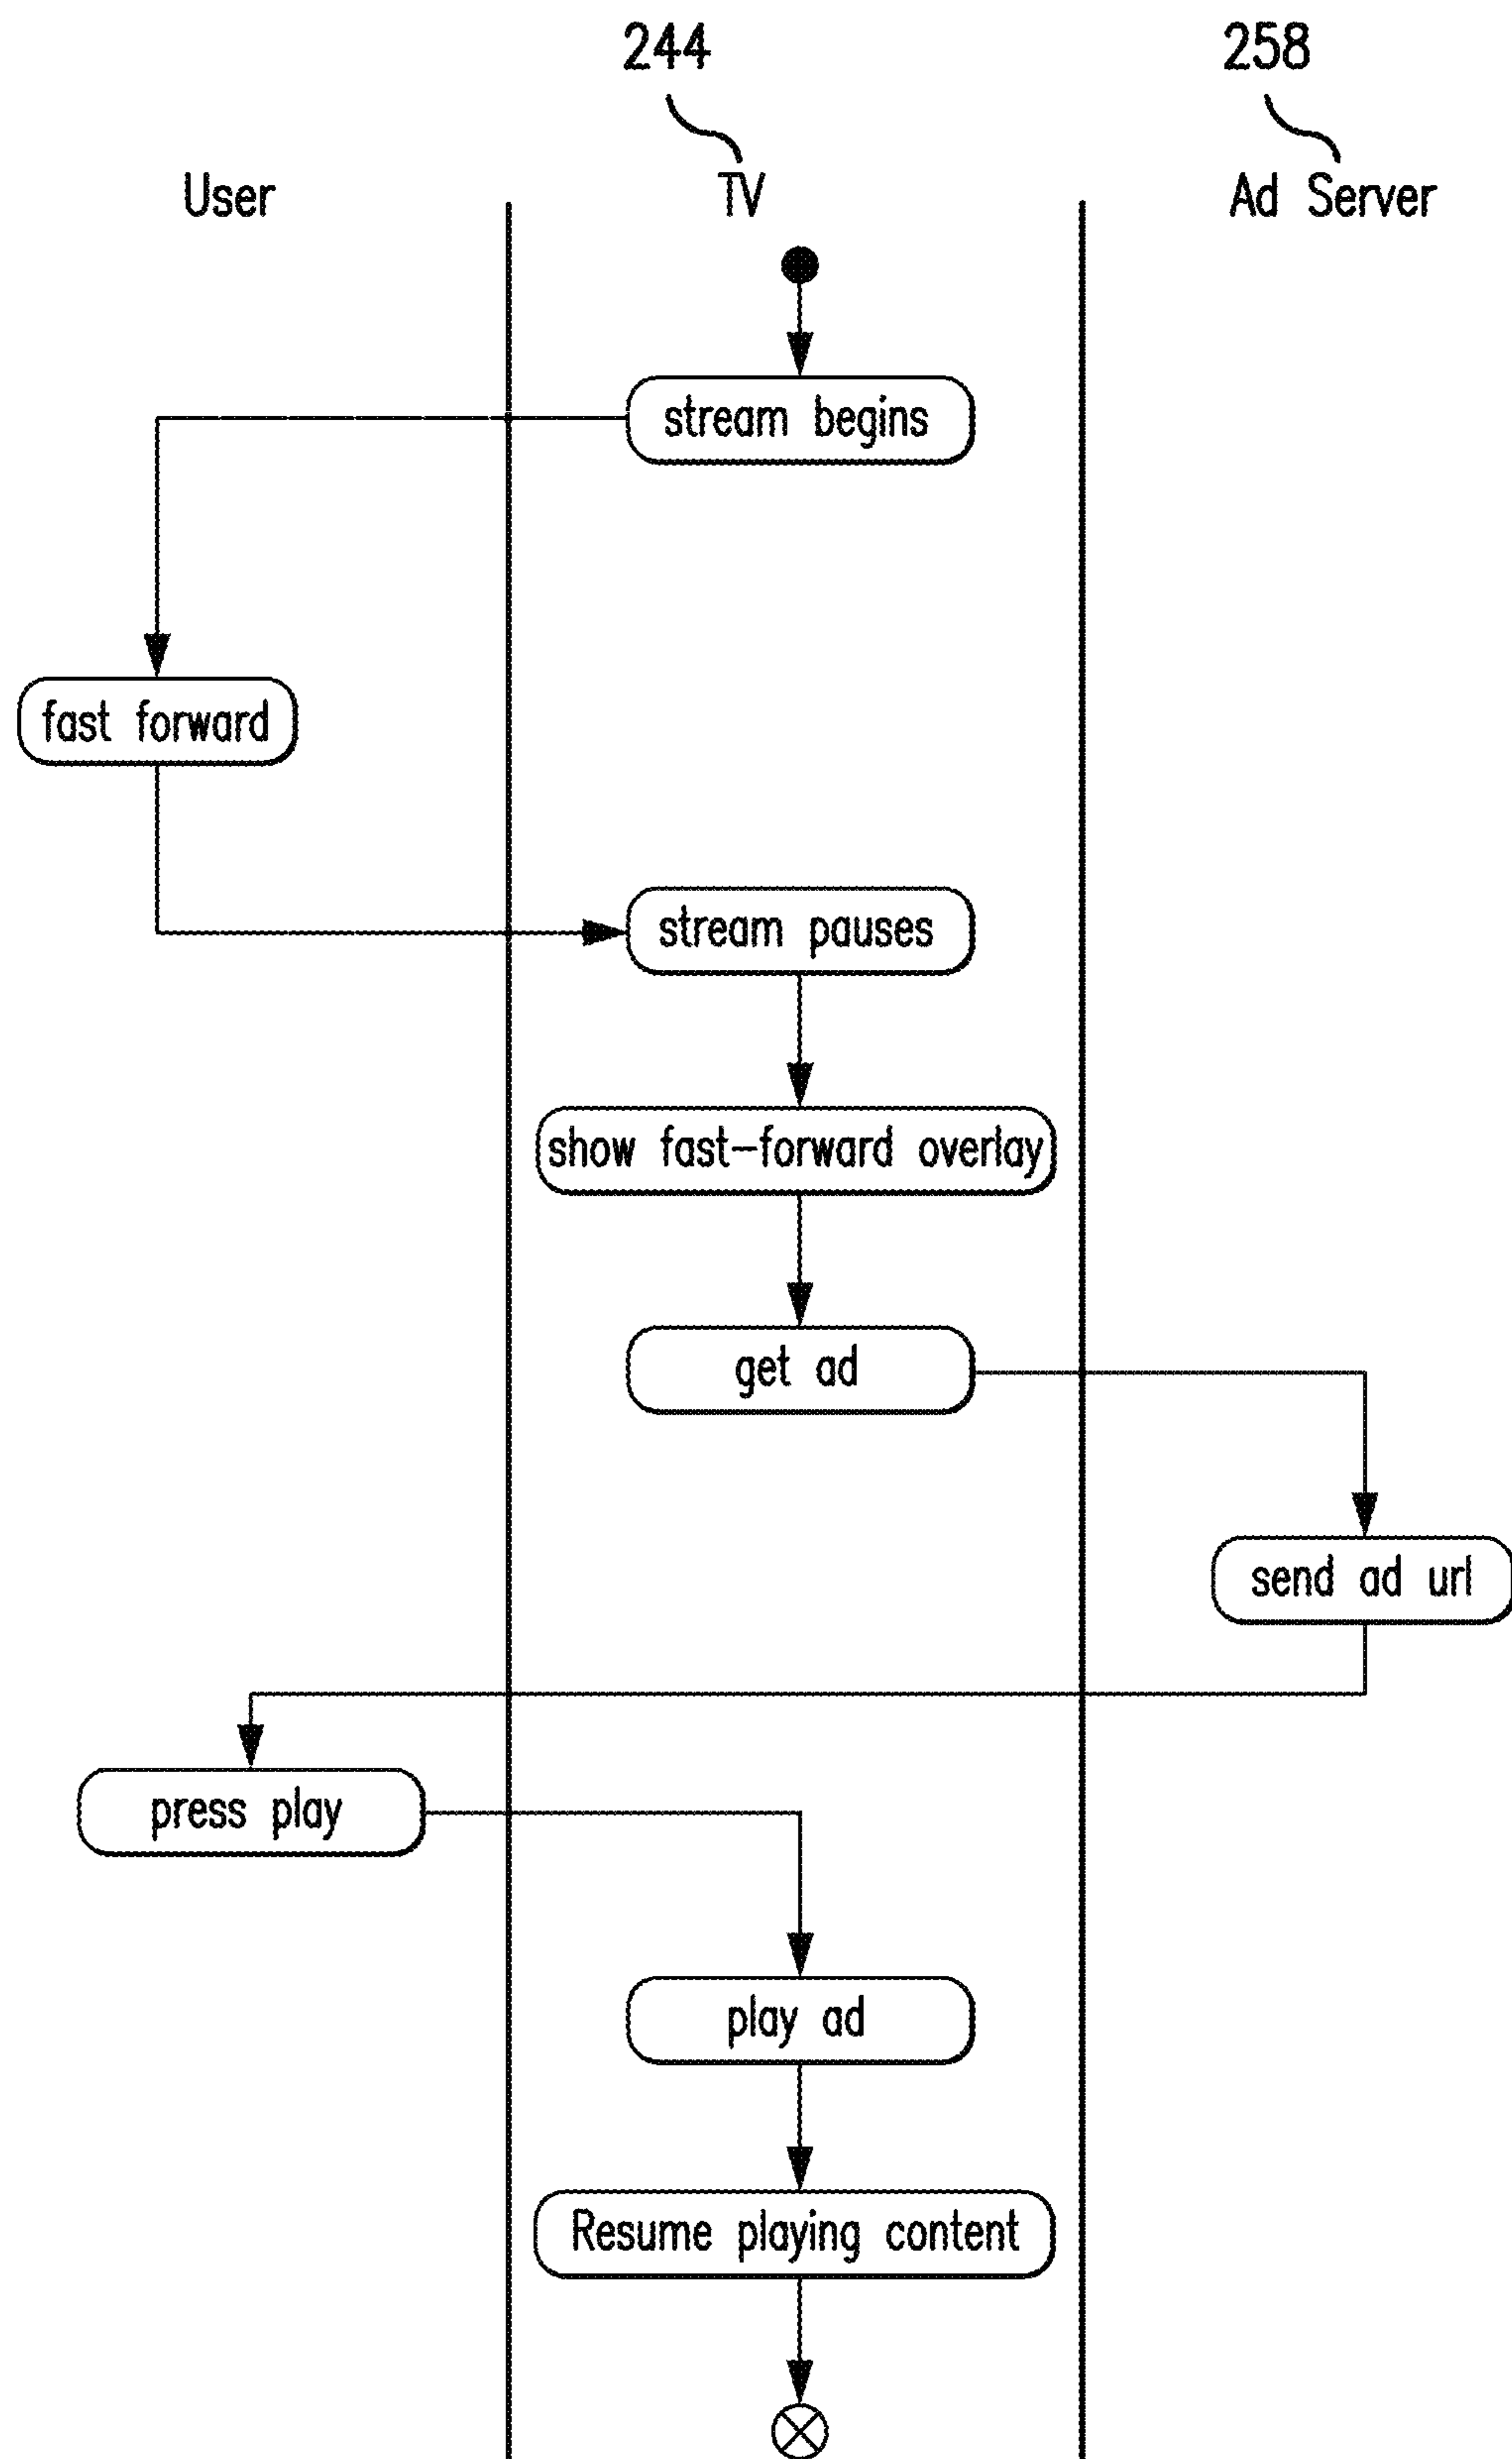 244
258
User
TV
Ad Server
stream begins
fast forward
stream pauses
show fast-forward overlay
get ad
send ad url
press play
play ad
Resume playing content